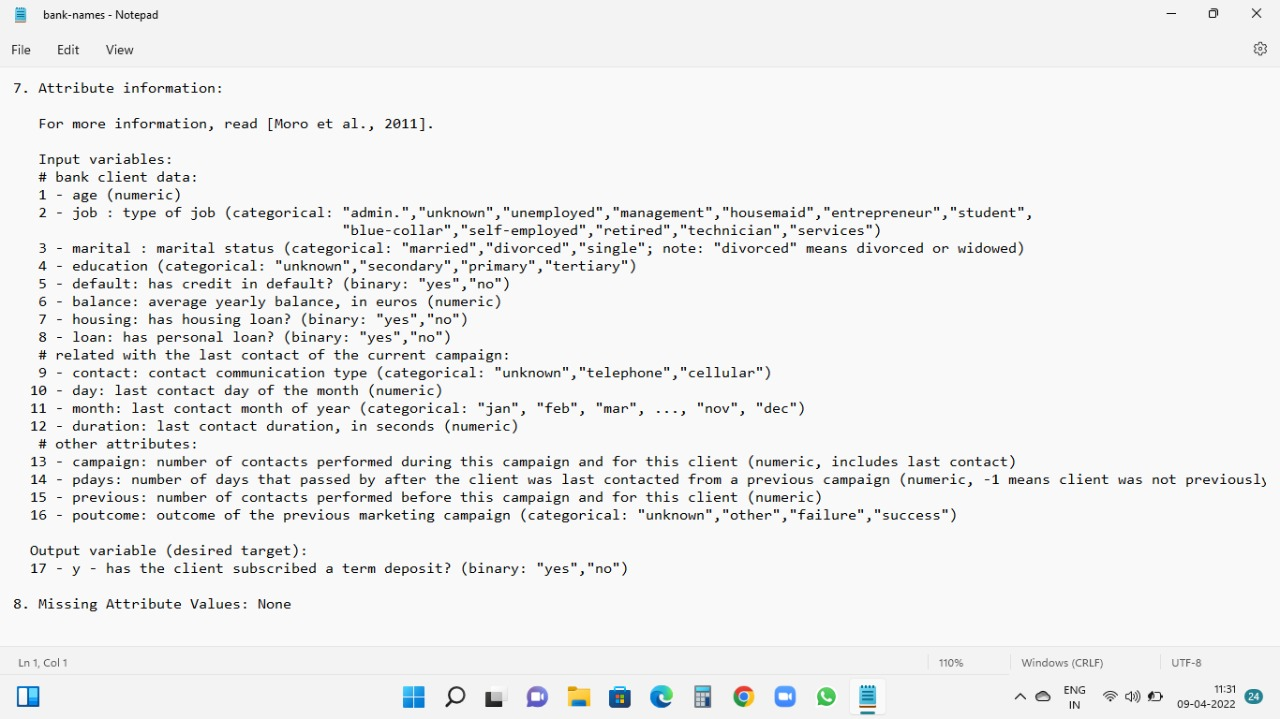 bank-names - Notepad
File Edit View
7. Attribute information:
For more information, read [Moro et al., 2011].
Input variables:
# bank client data:
1 - age (numeric)
2 - job : type of job (categorical: "admin.","unknown","unemployed","management","housemaid","entrepreneur","student",
"blue-collar","self-employed","retired","technician","services")
3 - marital : marital status (categorical: "married","divorced","single"; note: "divorced" means divorced or widowed)
4 - education (categorical: "unknown","secondary","primary","tertiary")
5 - default: has credit in default? (binary: "yes","no")
6 - balance: average yearly balance, in euros (numeric)
7 - housing: has housing loan? (binary: "yes","no")
8 - loan: has personal loan? (binary: "yes","no")
# related with the last contact of the current campaign:
9 - contact: contact communication type (categorical: "unknown","telephone","cellular")
10 - day: last contact day of the month (numeric)
11 - month: last contact month of year (categorical: "jan", "feb", "mar", ..., "nov", "dec")
12 - duration: last contact duration, in seconds (numeric)
# other attributes:
13 - campaign: number of contacts performed during this campaign and for this client (numeric, includes last contact)
14 - pdays: number of days that passed by after the client was last contacted from a previous campaign (numeric, -1 means client was not previously
15 - previous: number of contacts performed before this campaign and for this client (numeric)
16 - poutcome: outcome of the previous marketing campaign (categorical: "unknown","other","failure","success")
Output variable (desired target):
17 - y - has the client subscribed a term deposit? (binary: "yes","no")
8. Missing Attribute Values: None
Ln 1, Col 1 110% Windows (CRLF) UTF-8
ENG 11:31
IN 09-04-2022 24